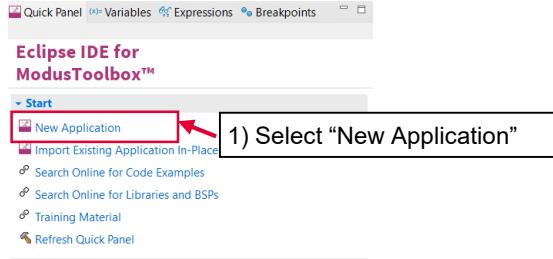 Quick Panel (x)= Variables Expressions Breakpoints
Eclipse IDE for
ModusToolbox™
Start
New Application
1) Select “New Application”
Import Existing Application In-Place
Search Online for Code Examples
Search Online for Libraries and BSPs
Training Material
Refresh Quick Panel